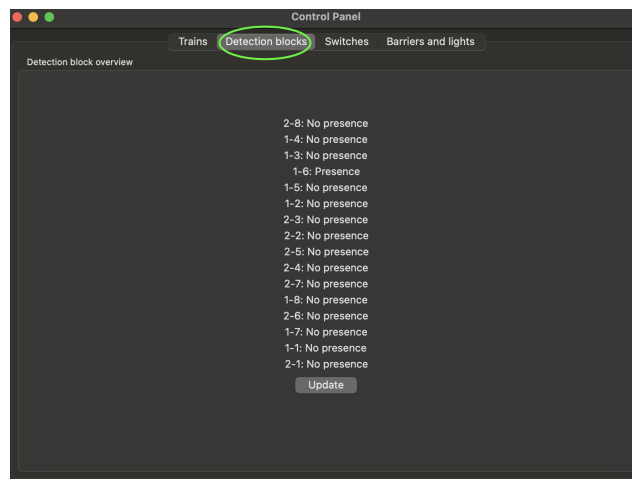 Control Panel
Trains Detection blocks Switches Barriers and lights
Detection block overview
2-8: No presence
1-4: No presence
1-3: No presence
1-6: Presence
1-5: No presence
1-2: No presence
2-3: No presence
2-2: No presence
2-5: No presence
2-4: No presence
2-7: No presence
1-8: No presence
2-6: No presence
1-7: No presence
1-1: No presence
2-1: No presence
Update